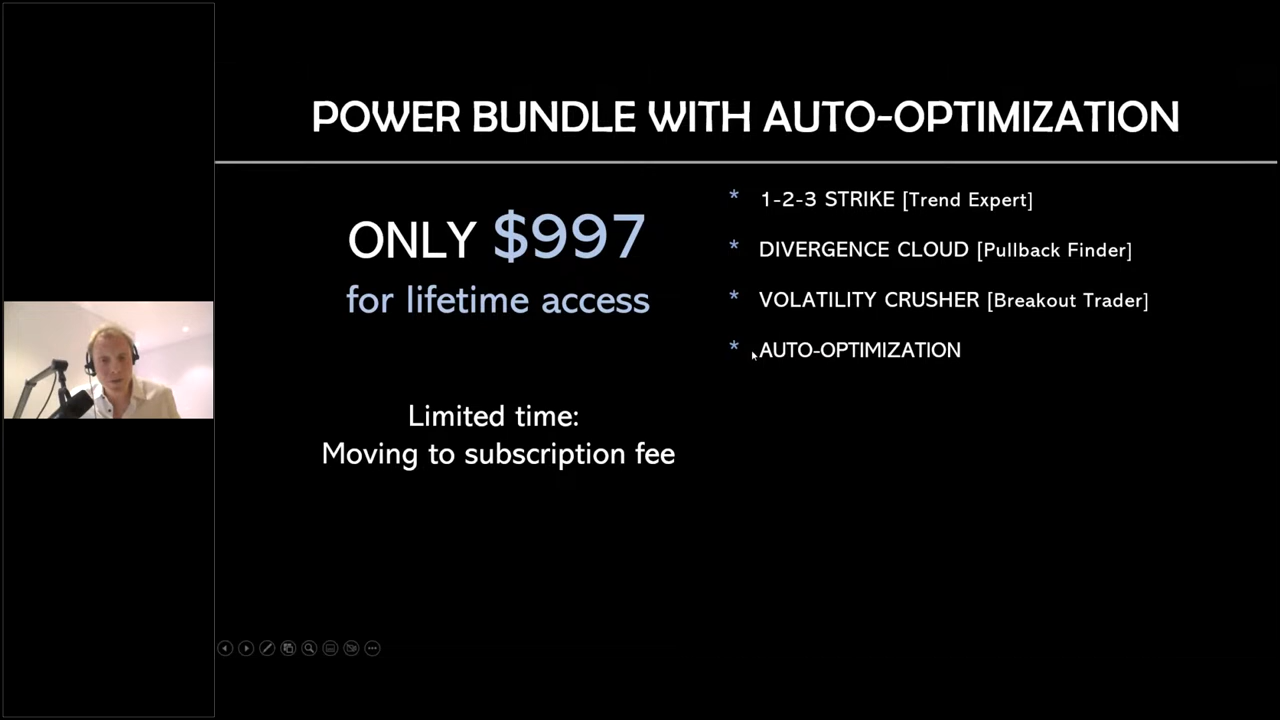 POWER BUNDLE WITH AUTO-OPTIMIZATION
ONLY $997
for lifetime access
Limited time:
Moving to subscription fee
* 1-2-3 STRIKE [Trend Expert]
* DIVERGENCE CLOUD [Pullback Finder]
* VOLATILITY CRUSHER [Breakout Trader]
* AUTO-OPTIMIZATION